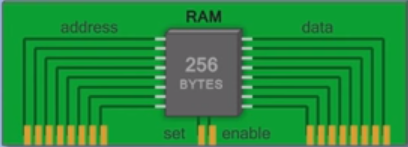 RAM
address
data
256
BYTES
set
enable